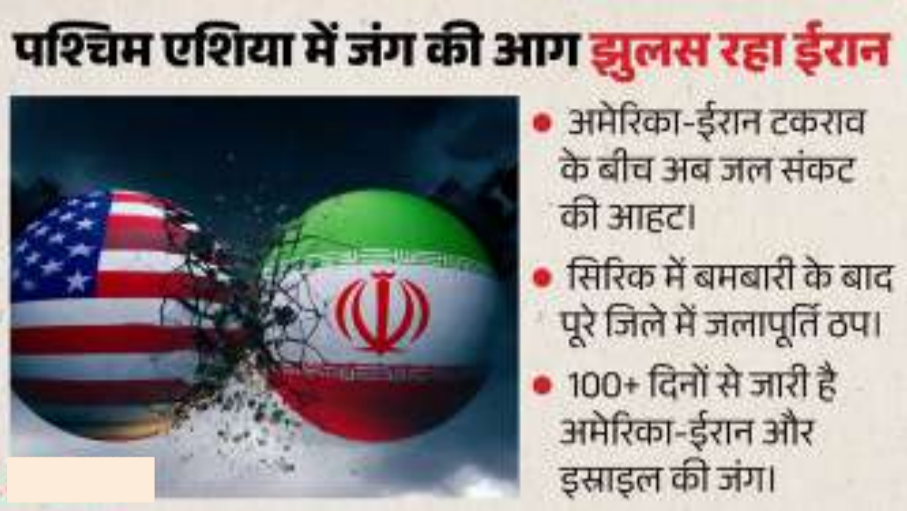 पश्चिम एशिया में जंग की आग झुलस रहा ईरान
• अमेरिका-ईरान टकराव
के बीच अब जल संकट
की आहट।
• सिरिक में बमबारी के बाद
पूरे जिले में जलापूर्ति ठप।
• 100+ दिनों से जारी है
अमेरिका-ईरान और
इस्राइल की जंग।